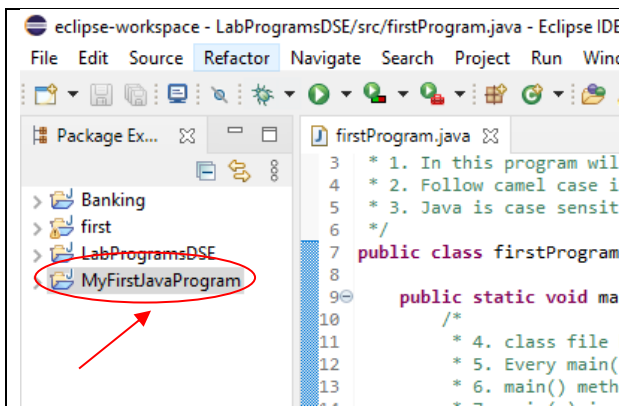 eclipse-workspace - LabProgramsDSE/src/firstProgram.java - Eclipse IDE
File Edit Source Refactor Navigate Search Project Run Wind
Package Ex...
firstProgram.java
Banking
first
LabProgramsDSE
MyFirstJavaProgram
3 * 1. In this program wil
4 * 2. Follow camel case i
5 * 3. Java is case sensit
6 */
7 public class firstProgram
8
9 public static void ma
10 /*
11 * 4. class file
12 * 5. Every main(
13 * 6. main() meth